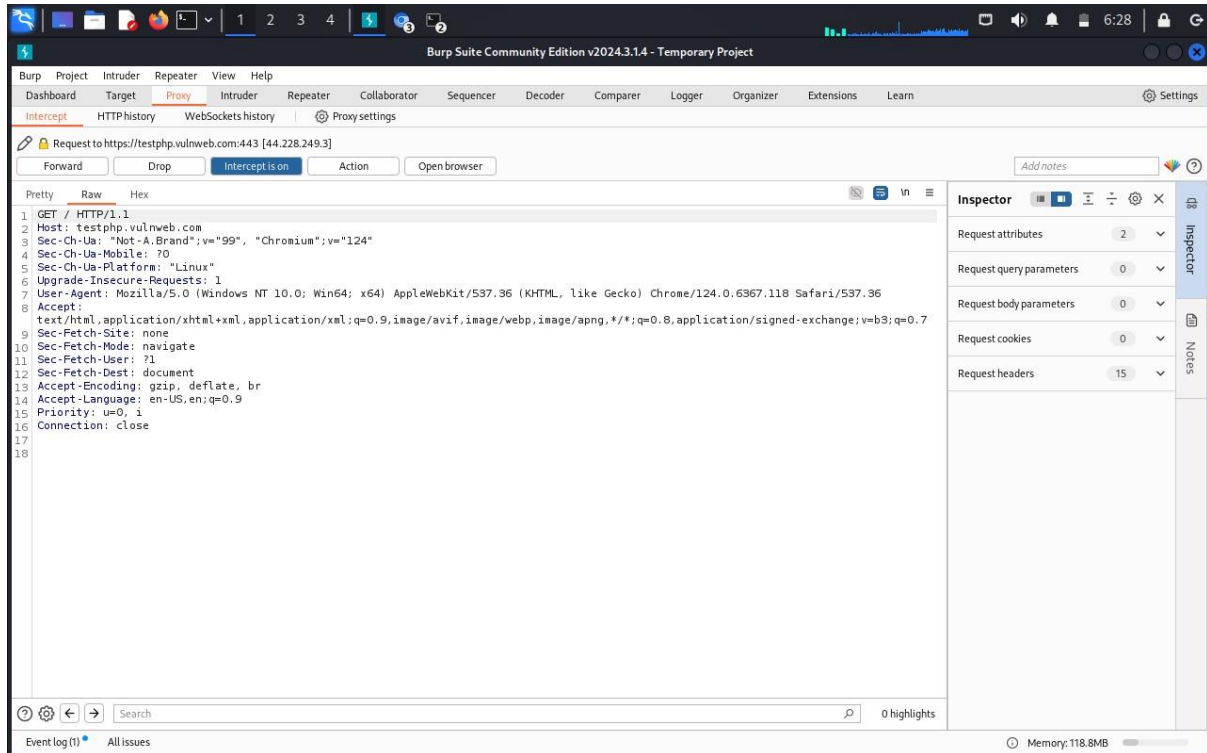 1 2 3 4 6:28
Burp Suite Community Edition v2024.3.1.4 - Temporary Project
Burp Project Intruder Repeater View Help
Dashboard Target Proxy Intruder Repeater Collaborator Sequencer Decoder Comparer Logger Organizer Extensions Learn Settings
Intercept HTTP history WebSockets history Proxy settings
Request to https://testphp.vulnweb.com:443 [44.228.249.3]
Forward Drop Intercept is on Action Open browser Add notes
Pretty Raw Hex \n
1 GET / HTTP/1.1
2 Host: testphp.vulnweb.com
3 Sec-Ch-Ua: "Not-A.Brand";v="99", "Chromium";v="124"
4 Sec-Ch-Ua-Mobile: ?0
5 Sec-Ch-Ua-Platform: "Linux"
6 Upgrade-Insecure-Requests: 1
7 User-Agent: Mozilla/5.0 (Windows NT 10.0; Win64; x64) AppleWebKit/537.36 (KHTML, like Gecko) Chrome/124.0.6367.118 Safari/537.36
8 Accept:
text/html,application/xhtml+xml,application/xml;q=0.9,image/avif,image/webp,image/apng,*/*;q=0.8,application/signed-exchange;v=b3;q=0.7
9 Sec-Fetch-Site: none
10 Sec-Fetch-Mode: navigate
11 Sec-Fetch-User: ?1
12 Sec-Fetch-Dest: document
13 Accept-Encoding: gzip, deflate, br
14 Accept-Language: en-US,en;q=0.9
15 Priority: u=0, i
16 Connection: close
17
18
Inspector
Request attributes 2
Request query parameters 0
Request body parameters 0
Request cookies 0
Request headers 15
Inspector
Notes
Search 0 highlights
Event log (1) All issues Memory: 118.8MB